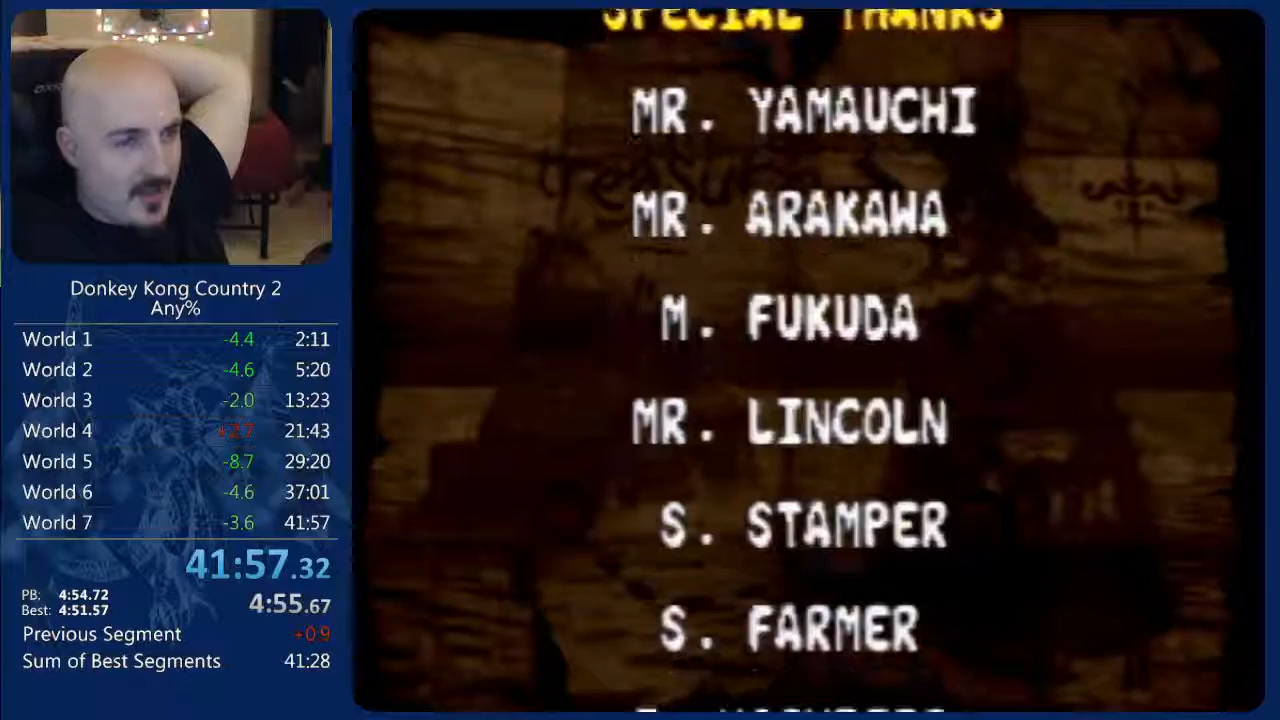 Donkey Kong Country 2
Any%
World 1 -4.4 2:11
World 2 -4.6 5:20
World 3 -2.0 13:23
World 4 +2.7 21:43
World 5 -8.7 29:20
World 6 -4.6 37:01
World 7 -3.6 41:57
41:57.32
PB: 4:54.72
Best: 4:51.57
4:55.67
Previous Segment +0.9
Sum of Best Segments 41:28
SPECIAL THANKS
MR. YAMAUCHI
MR. ARAKAWA
M. FUKUDA
MR. LINCOLN
S. STAMPER
S. FARMER